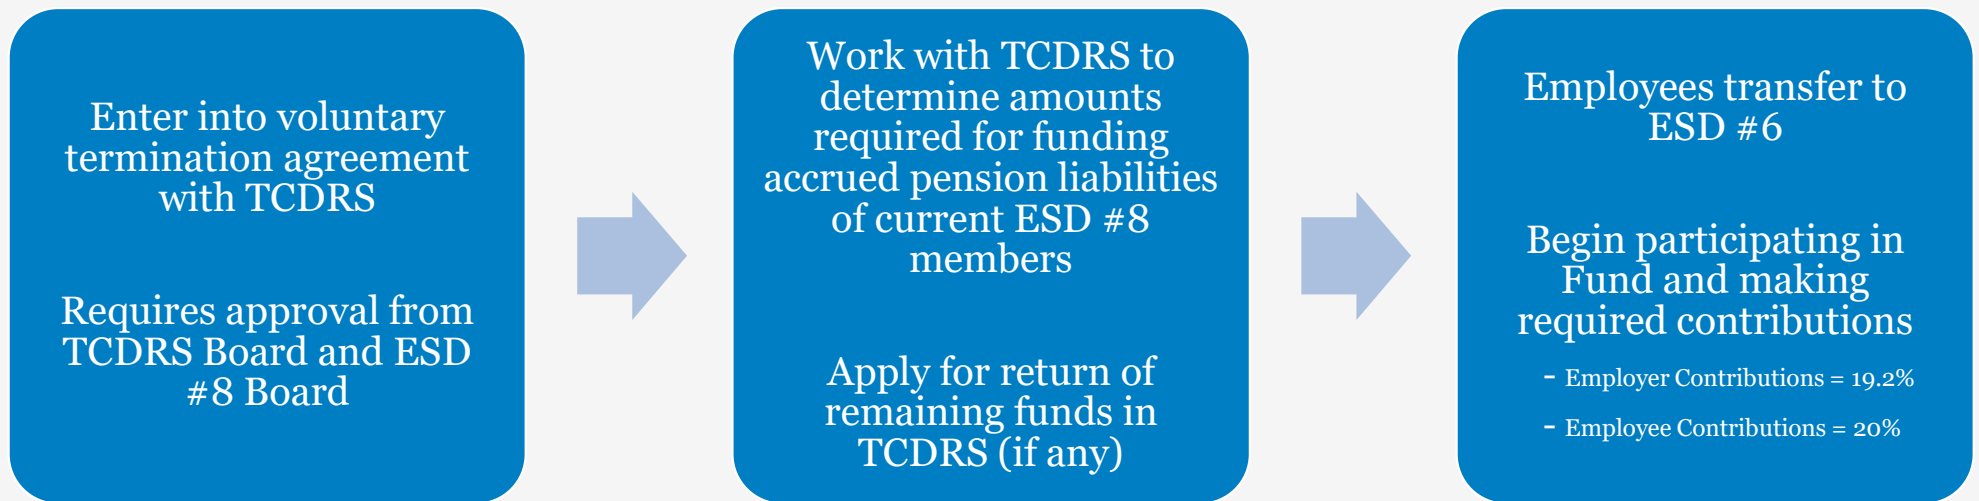 Enter into voluntary
termination agreement
with TCDRS
Requires approval from
TCDRS Board and ESD
#8 Board
Work with TCDRS to
determine amounts
required for funding
accrued pension liabilities
of current ESD #8
members
Apply for return of
remaining funds in
TCDRS (if any)
Employees transfer to
ESD #6
Begin participating in
Fund and making
required contributions
- Employer Contributions = 19.2%
- Employee Contributions = 20%